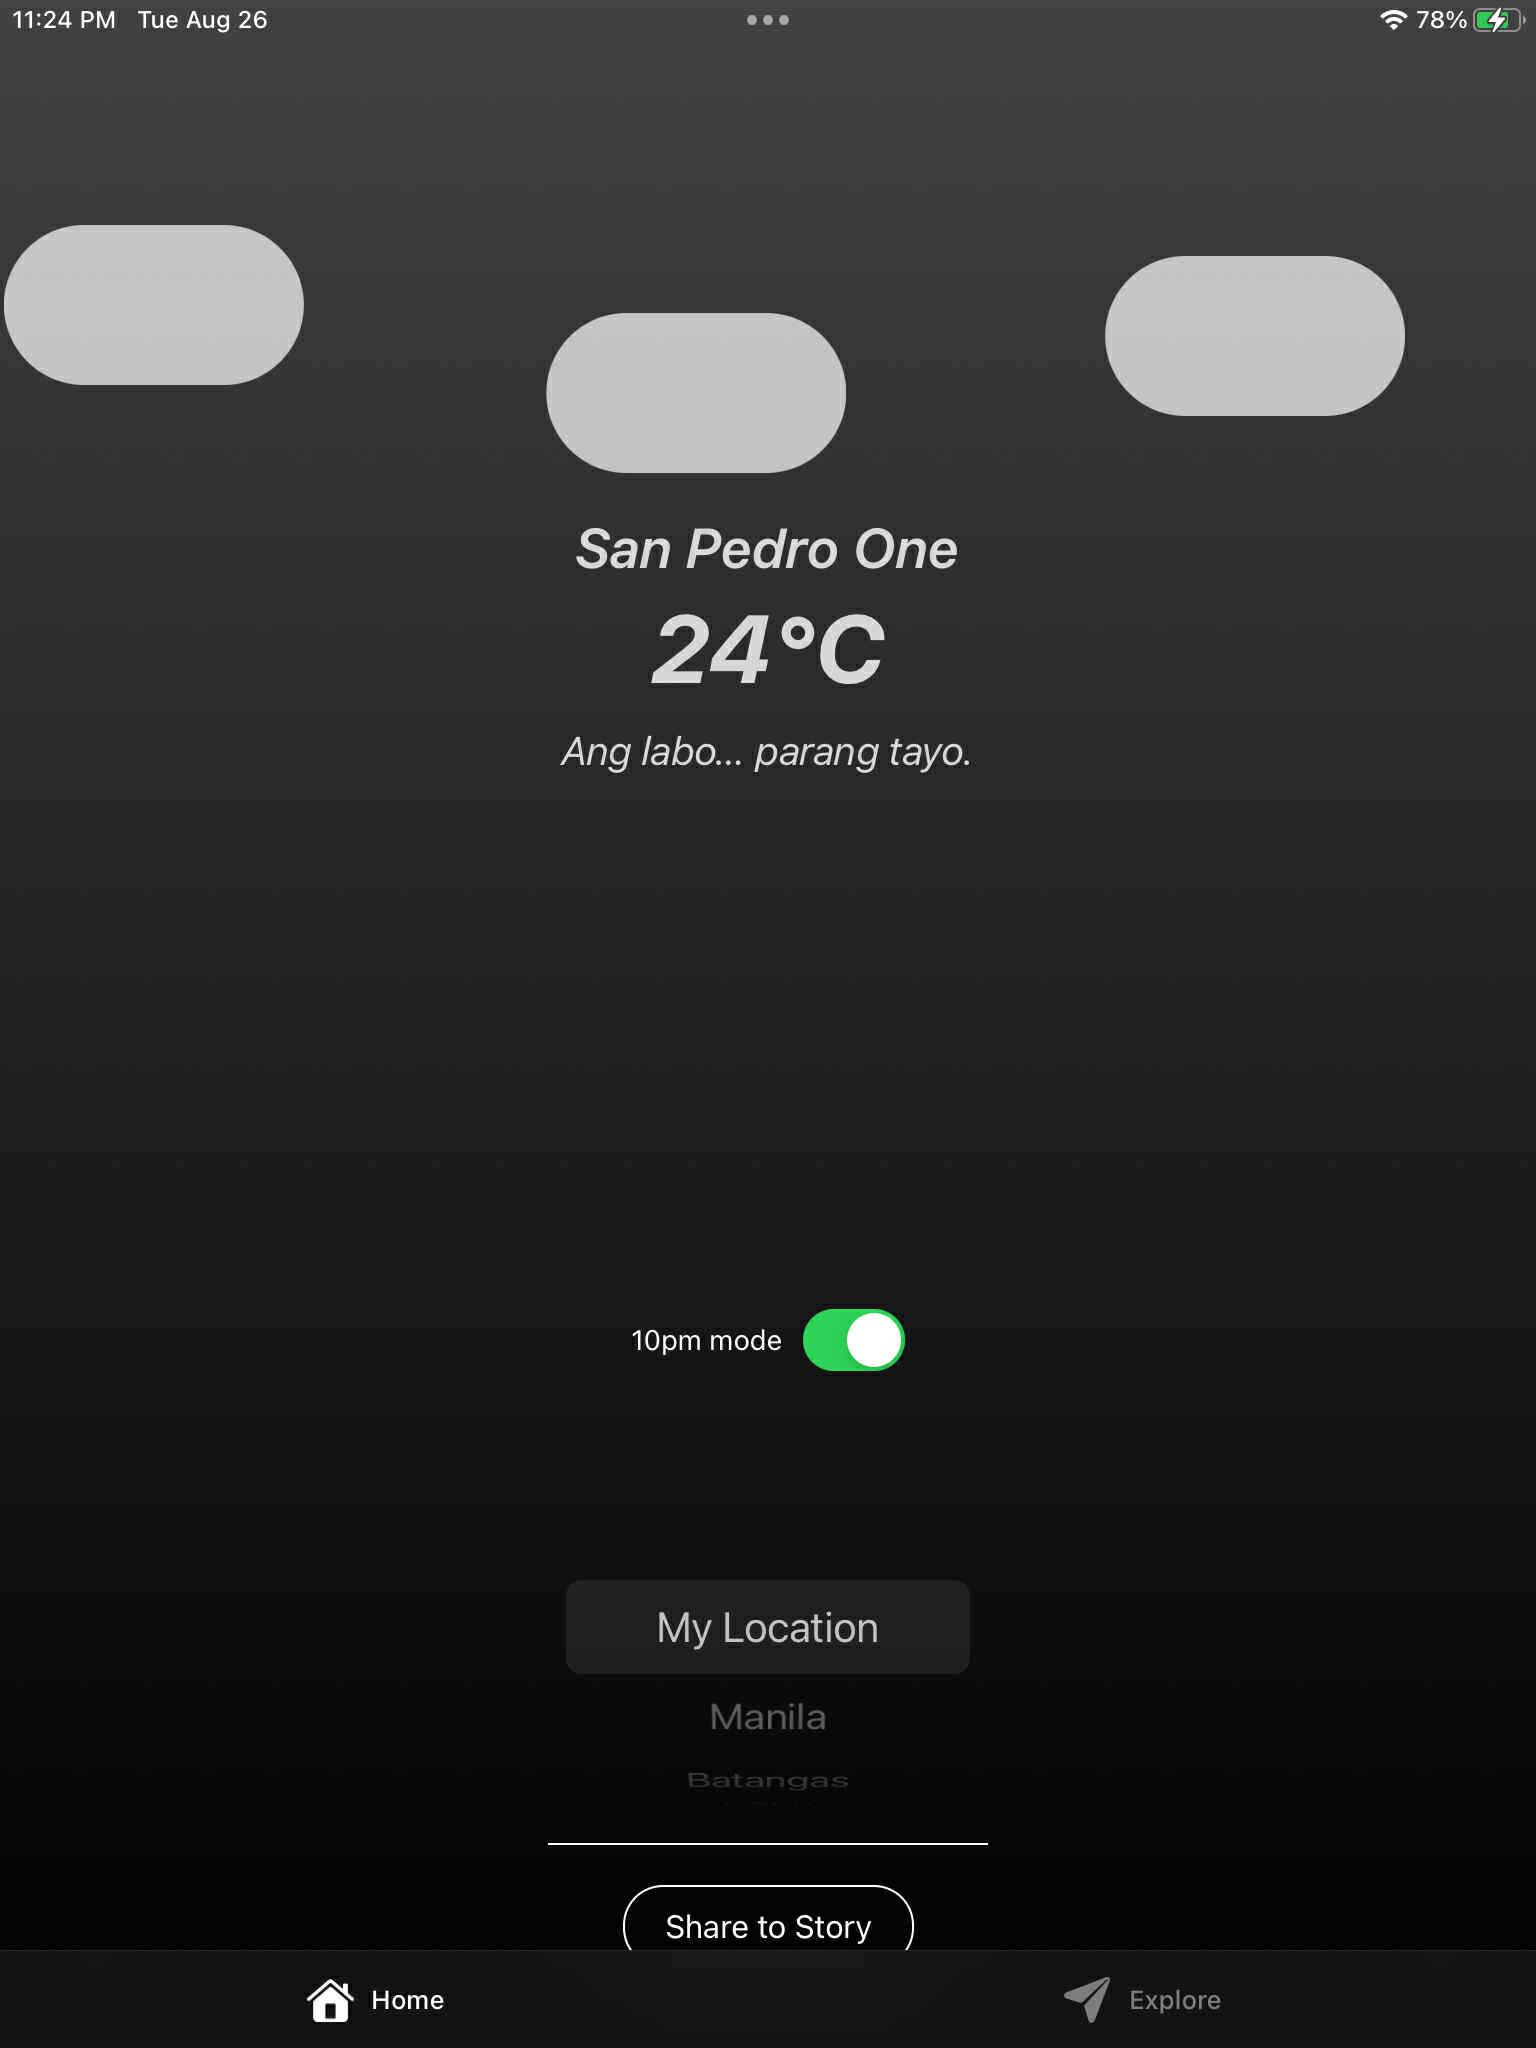 11:24 PM Tue Aug 26
78%
San Pedro One
24°C
Ang labo... parang tayo.
10pm mode
My Location
Manila
Batangas
Share to Story
Home
Explore